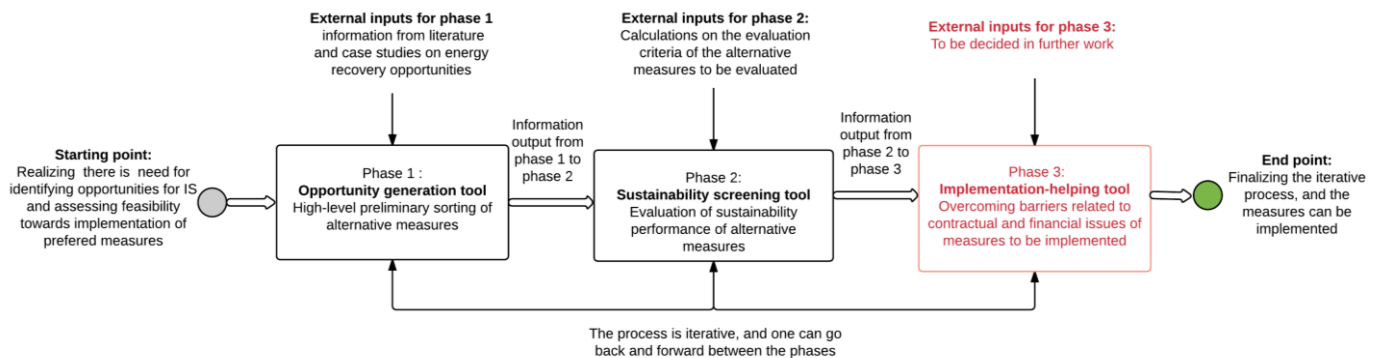 External inputs for phase 1
information from literature
and case studies on energy
recovery opportunities
External inputs for phase 2:
Calculations on the evaluation
criteria of the alternative
measures to be evaluated
External inputs for phase 3:
To be decided in further work
Starting point:
Realizing there is need for
identifying opportunities for IS
and assessing feasibility
towards implementation of
prefered measures
Phase 1 :
Opportunity generation tool
High-level preliminary sorting of
alternative measures
Information
output from
phase 1 to
phase 2
Phase 2:
Sustainability screening tool
Evaluation of sustainability
performance of alternative
measures
Information
output from
phase 2 to
phase 3
Phase 3:
Implementation-helping tool
Overcoming barriers related to
contractual and financial issues of
measures to be implemented
End point:
Finalizing the iterative
process, and the
measures can be
implemented
The process is iterative, and one can go
back and forward between the phases